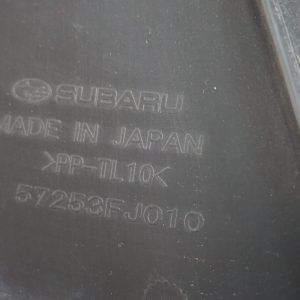 SUBARU
MADE IN JAPAN
>PP-TL10<
57253FJ010